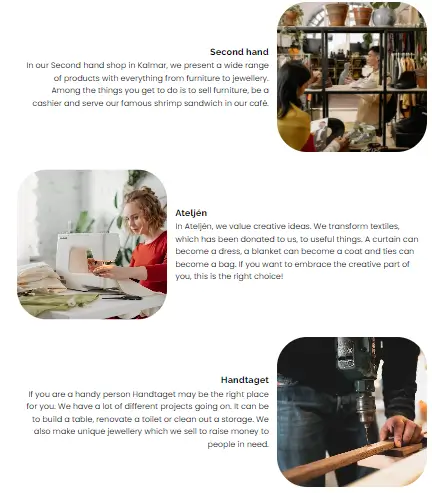 Second hand
In our Second hand shop in Kalmar, we present a wide range
of products with everything from furniture to jewellery.
Among the things you get to do is to sell furniture, be a
cashier and serve our famous shrimp sandwich in our café.
Ateljén
In Ateljén, we value creative ideas. We transform textiles,
which has been donated to us, to useful things. A curtain can
become a dress, a blanket can become a coat and ties can
become a bag. If you want to embrace the creative part of
you, this is the right choice!
Handtaget
If you are a handy person Handtaget may be the right place
for you. We have a lot of different projects going on. It can be
to build a table, renovate a toilet or clean out a storage. We
also make unique jewellery which we sell to raise money to
people in need.